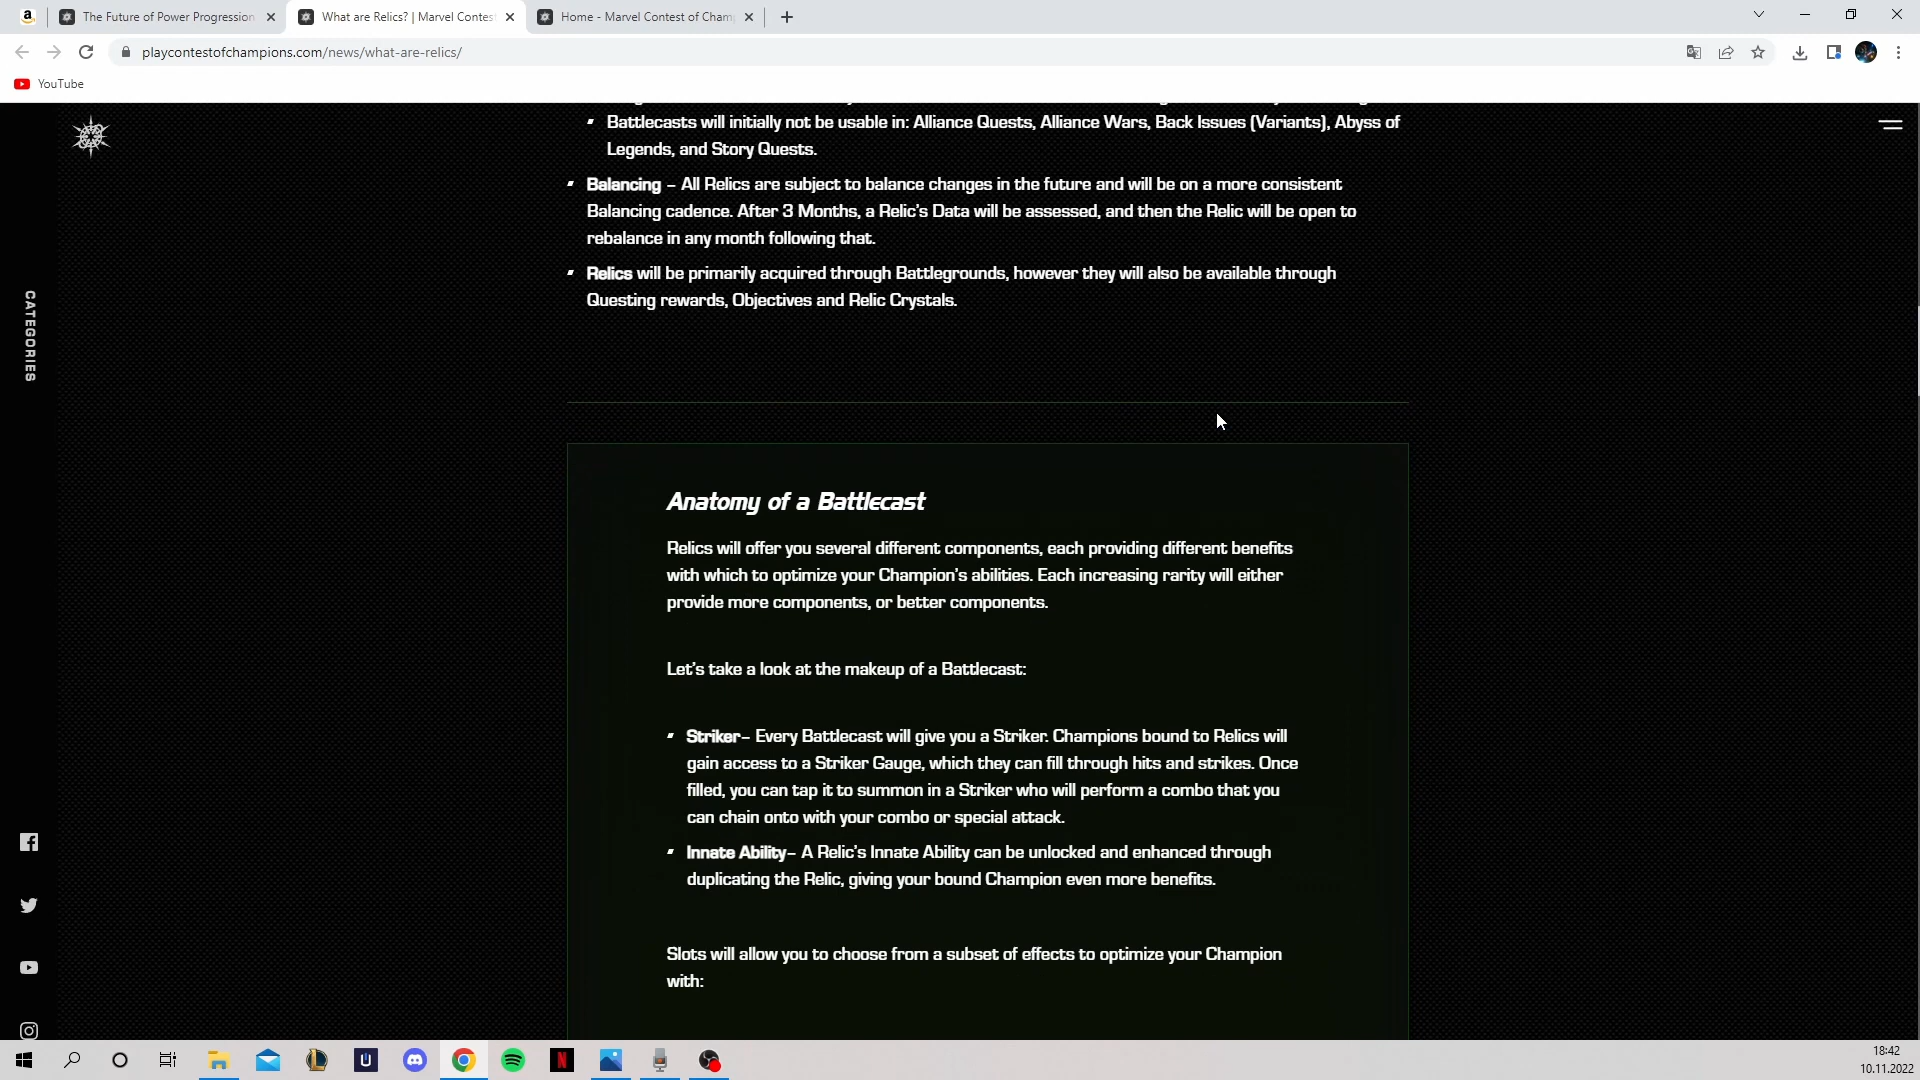 The Future of Power Progression
What are Relics? | Marvel Contes
Home - Marvel Contest of Cham
playcontestofchampions.com/news/what-are-relics/
YouTube
Battlecasts will initially not be usable in: Alliance Quests, Alliance Wars, Back Issues (Variants), Abyss of
Legends, and Story Quests.
Balancing – All Relics are subject to balance changes in the future and will be on a more consistent
Balancing cadence. After 3 Months, a Relic's Data will be assessed, and then the Relic will be open to
rebalance in any month following that.
Relics will be primarily acquired through Battlegrounds, however they will also be available through
Questing rewards, Objectives and Relic Crystals.
CATEGORIES
Anatomy of a Battlecast
Relics will offer you several different components, each providing different benefits
with which to optimize your Champion's abilities. Each increasing rarity will either
provide more components, or better components.
Let's take a look at the makeup of a Battlecast:
Striker– Every Battlecast will give you a Striker. Champions bound to Relics will
gain access to a Striker Gauge, which they can fill through hits and strikes. Once
filled, you can tap it to summon in a Striker who will perform a combo that you
can chain onto with your combo or special attack.
Innate Ability– A Relic's Innate Ability can be unlocked and enhanced through
duplicating the Relic, giving your bound Champion even more benefits.
Slots will allow you to choose from a subset of effects to optimize your Champion
with:
18:42
10.11.2022